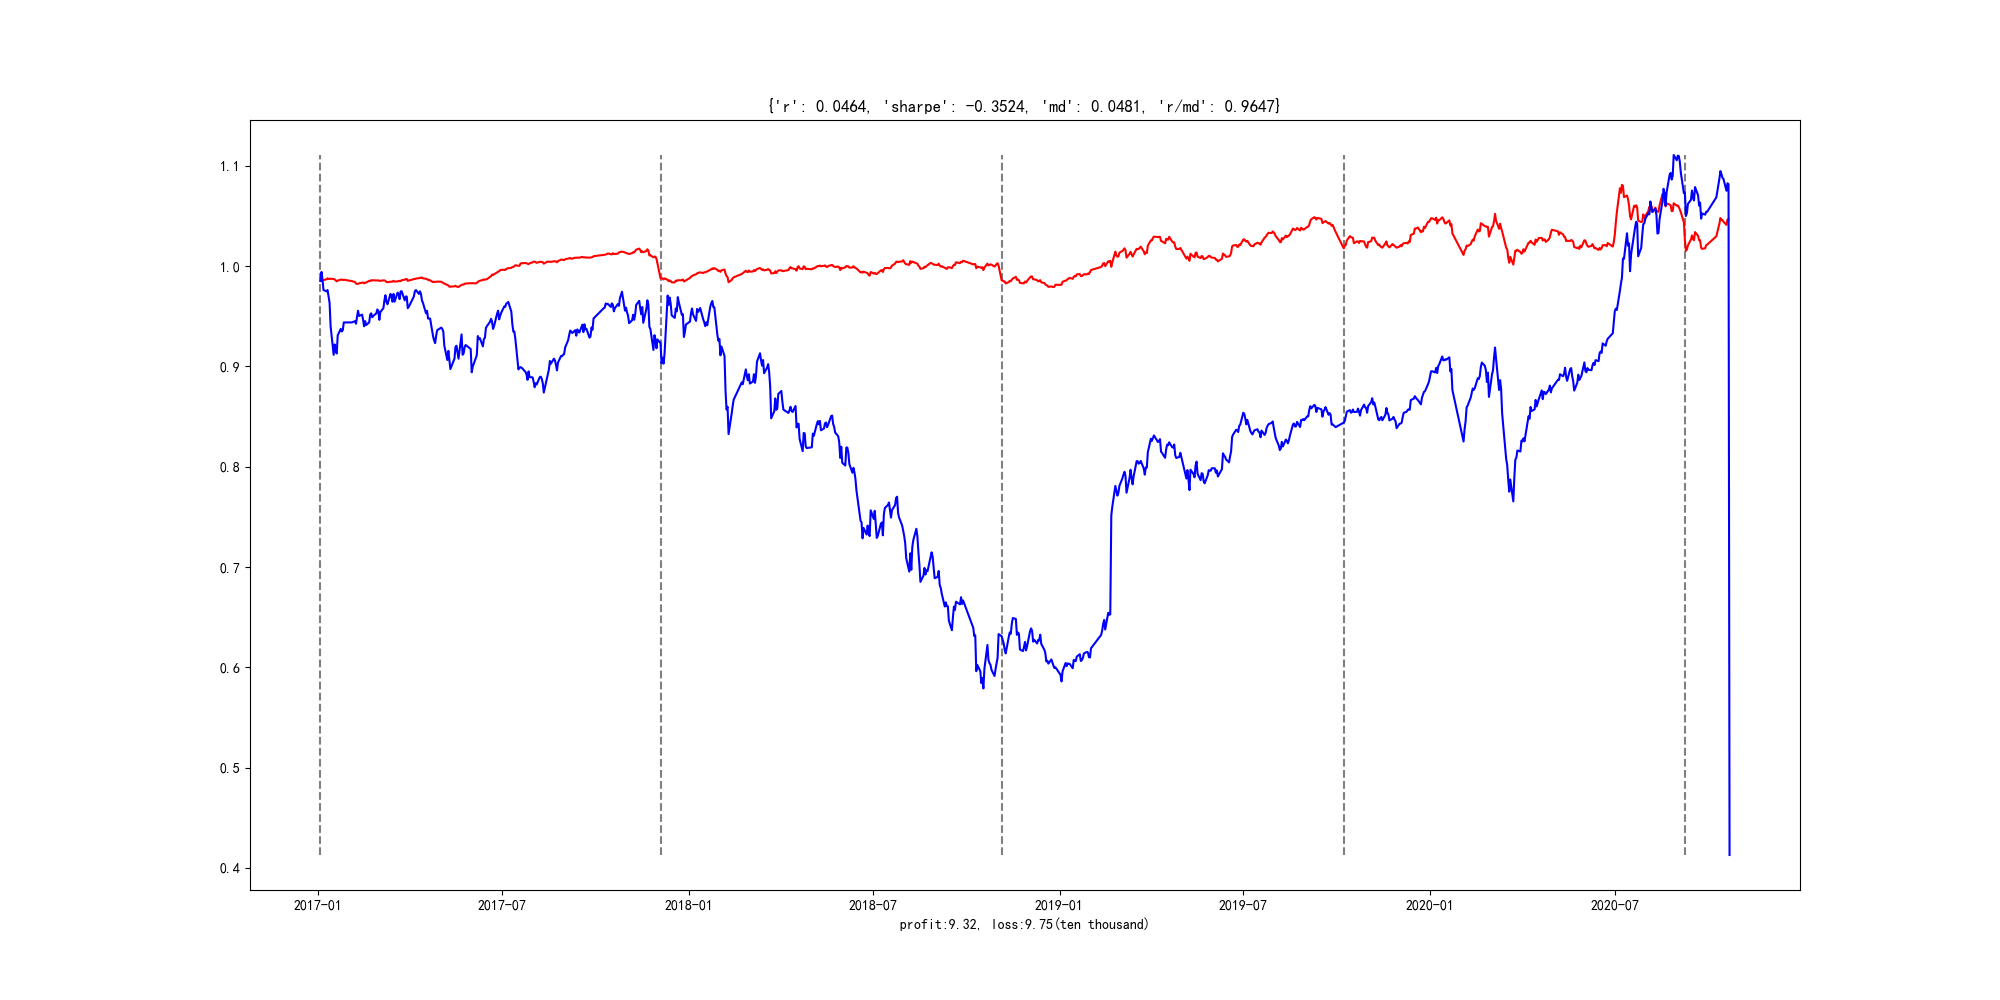 {'r': 0.0464, 'sharpe': -0.3524, 'md': 0.0481, 'r/md': 0.9647}
1.1
1.0
0.9
0.8
0.7
0.6
0.5
0.4
2017-01 2017-07 2018-01 2018-07 2019-01 2019-07 2020-01 2020-07
profit:9.32, loss:9.75(ten thousand)